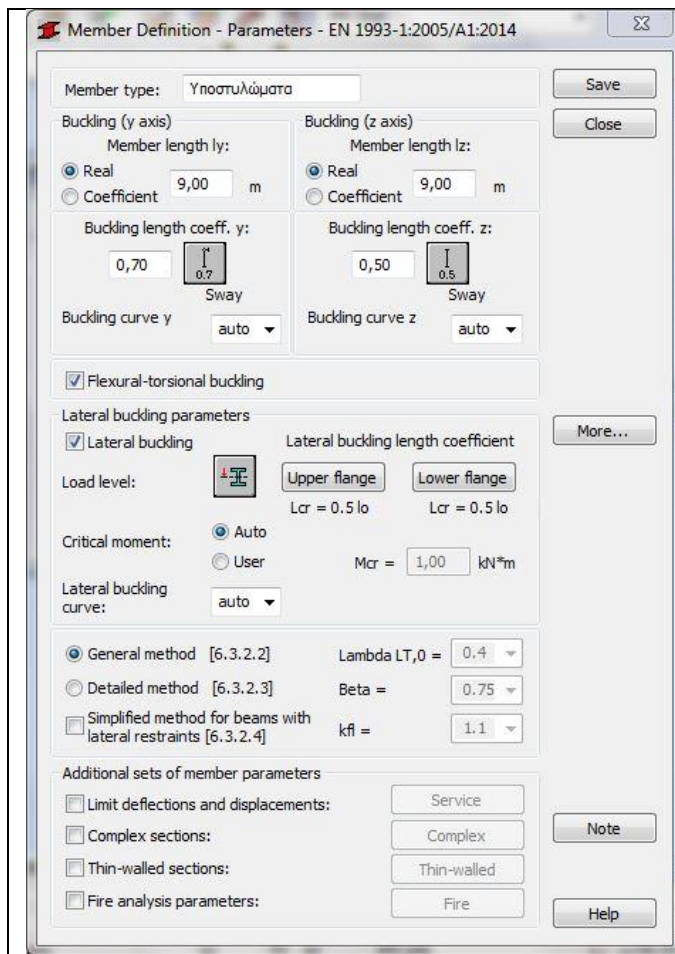 Member Definition - Parameters - EN 1993-1:2005/A1:2014
Member type: Υποστυλώματα Save
Close
Buckling (y axis) Buckling (z axis)
Member length ly: Member length lz:
Real Real
9,00 m 9,00 m
Coefficient Coefficient
Buckling length coeff. y: Buckling length coeff. z:
0,70 0.7 0,50 0.5
Sway Sway
Buckling curve y auto Buckling curve z auto
Flexural-torsional buckling
Lateral buckling parameters
Lateral buckling Lateral buckling length coefficient More...
Load level: Upper flange Lower flange
Lcr = 0.5 lo Lcr = 0.5 lo
Critical moment: Auto
User Mcr = 1,00 kN*m
Lateral buckling
curve: auto
General method [6.3.2.2] Lambda LT,0 = 0.4
Detailed method [6.3.2.3] Beta = 0.75
Simplified method for beams with
lateral restraints [6.3.2.4] kfl = 1.1
Additional sets of member parameters
Limit deflections and displacements: Service
Complex sections: Complex Note
Thin-walled sections: Thin-walled
Fire analysis parameters: Fire Help